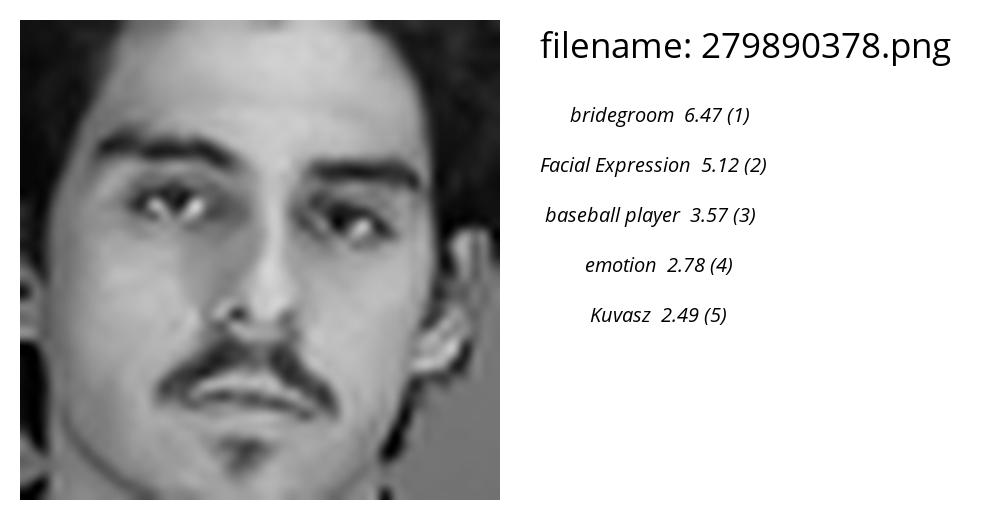 filename: 279890378.png
bridegroom 6.47 (1)
Facial Expression 5.12 (2)
baseball player 3.57 (3)
emotion 2.78 (4)
Kuvasz 2.49 (5)